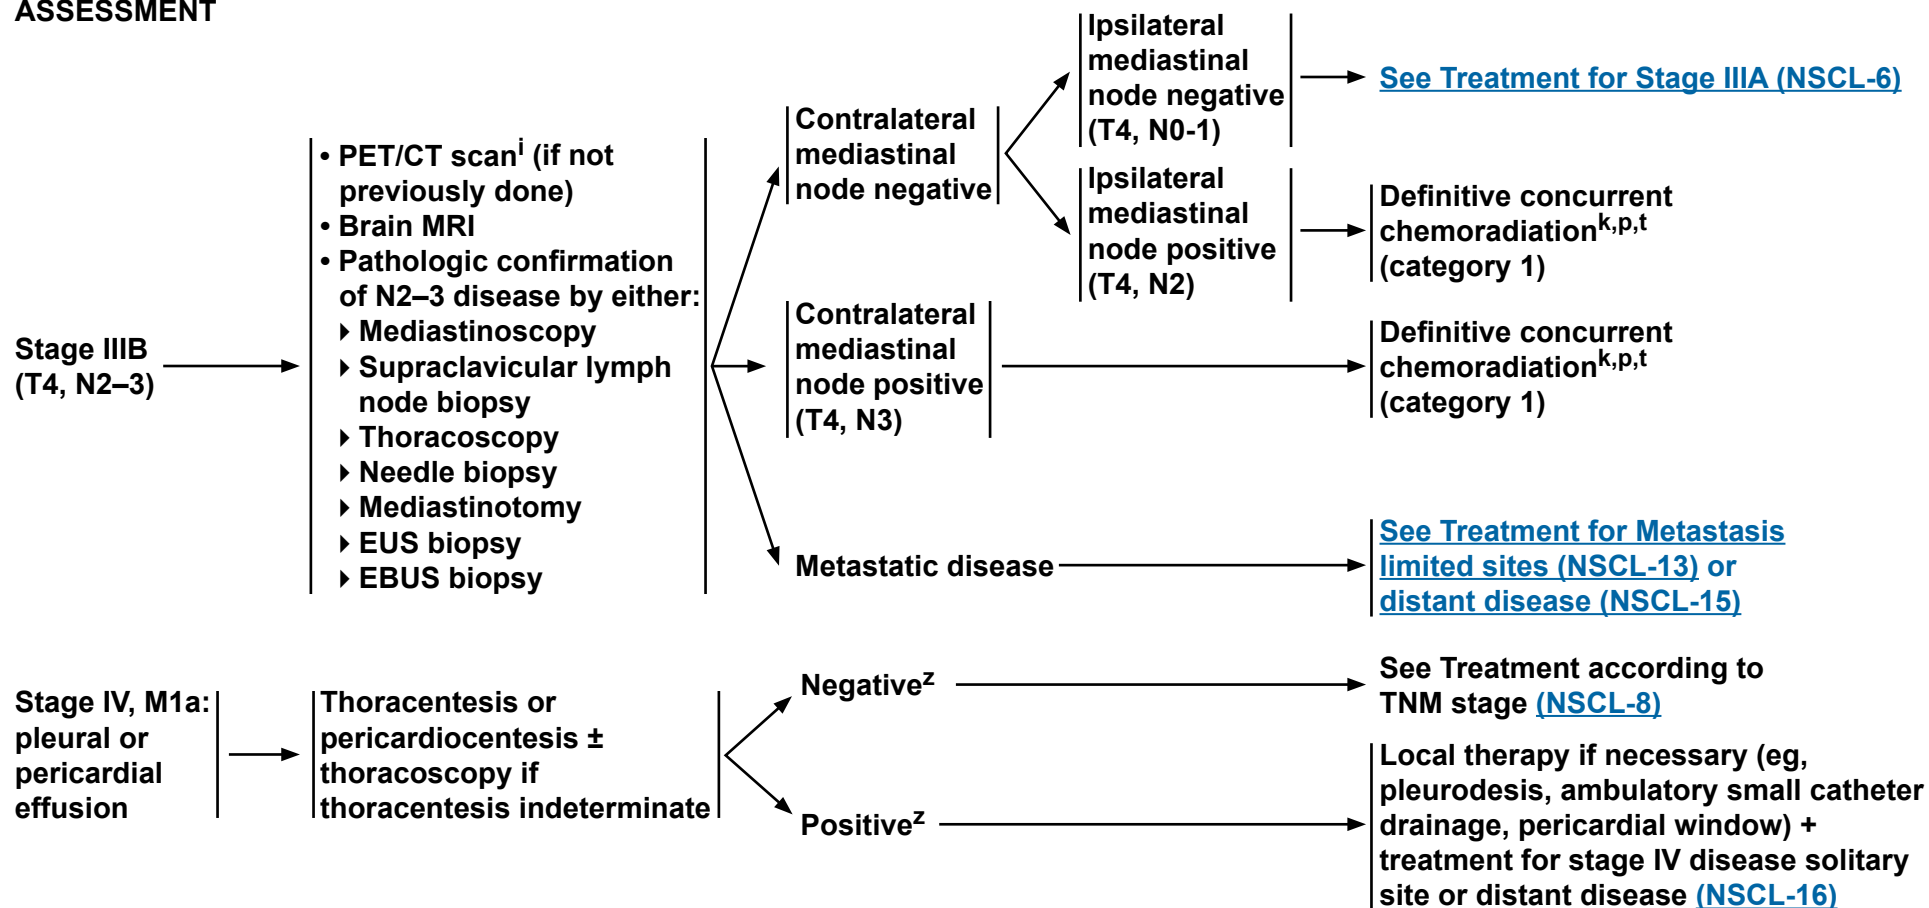 ASSESSMENT
Stage IIIB
(T4, N2–3)
• PET/CT scanⁱ (if not
previously done)
• Brain MRI
• Pathologic confirmation
of N2–3 disease by either:
▸ Mediastinoscopy
▸ Supraclavicular lymph
node biopsy
▸ Thoracoscopy
▸ Needle biopsy
▸ Mediastinotomy
▸ EUS biopsy
▸ EBUS biopsy
Contralateral
mediastinal
node negative
Ipsilateral
mediastinal
node negative
(T4, N0-1)
See Treatment for Stage IIIA (NSCL-6)
Ipsilateral
mediastinal
node positive
(T4, N2)
Definitive concurrent
chemoradiationk,p,t
(category 1)
Contralateral
mediastinal
node positive
(T4, N3)
Definitive concurrent
chemoradiationk,p,t
(category 1)
Metastatic disease
See Treatment for Metastasis
limited sites (NSCL-13) or
distant disease (NSCL-15)
Stage IV, M1a:
pleural or
pericardial
effusion
Thoracentesis or
pericardiocentesis ±
thoracoscopy if
thoracentesis indeterminate
Negativez
See Treatment according to
TNM stage (NSCL-8)
Positivez
Local therapy if necessary (eg,
pleurodesis, ambulatory small catheter
drainage, pericardial window) +
treatment for stage IV disease solitary
site or distant disease (NSCL-16)